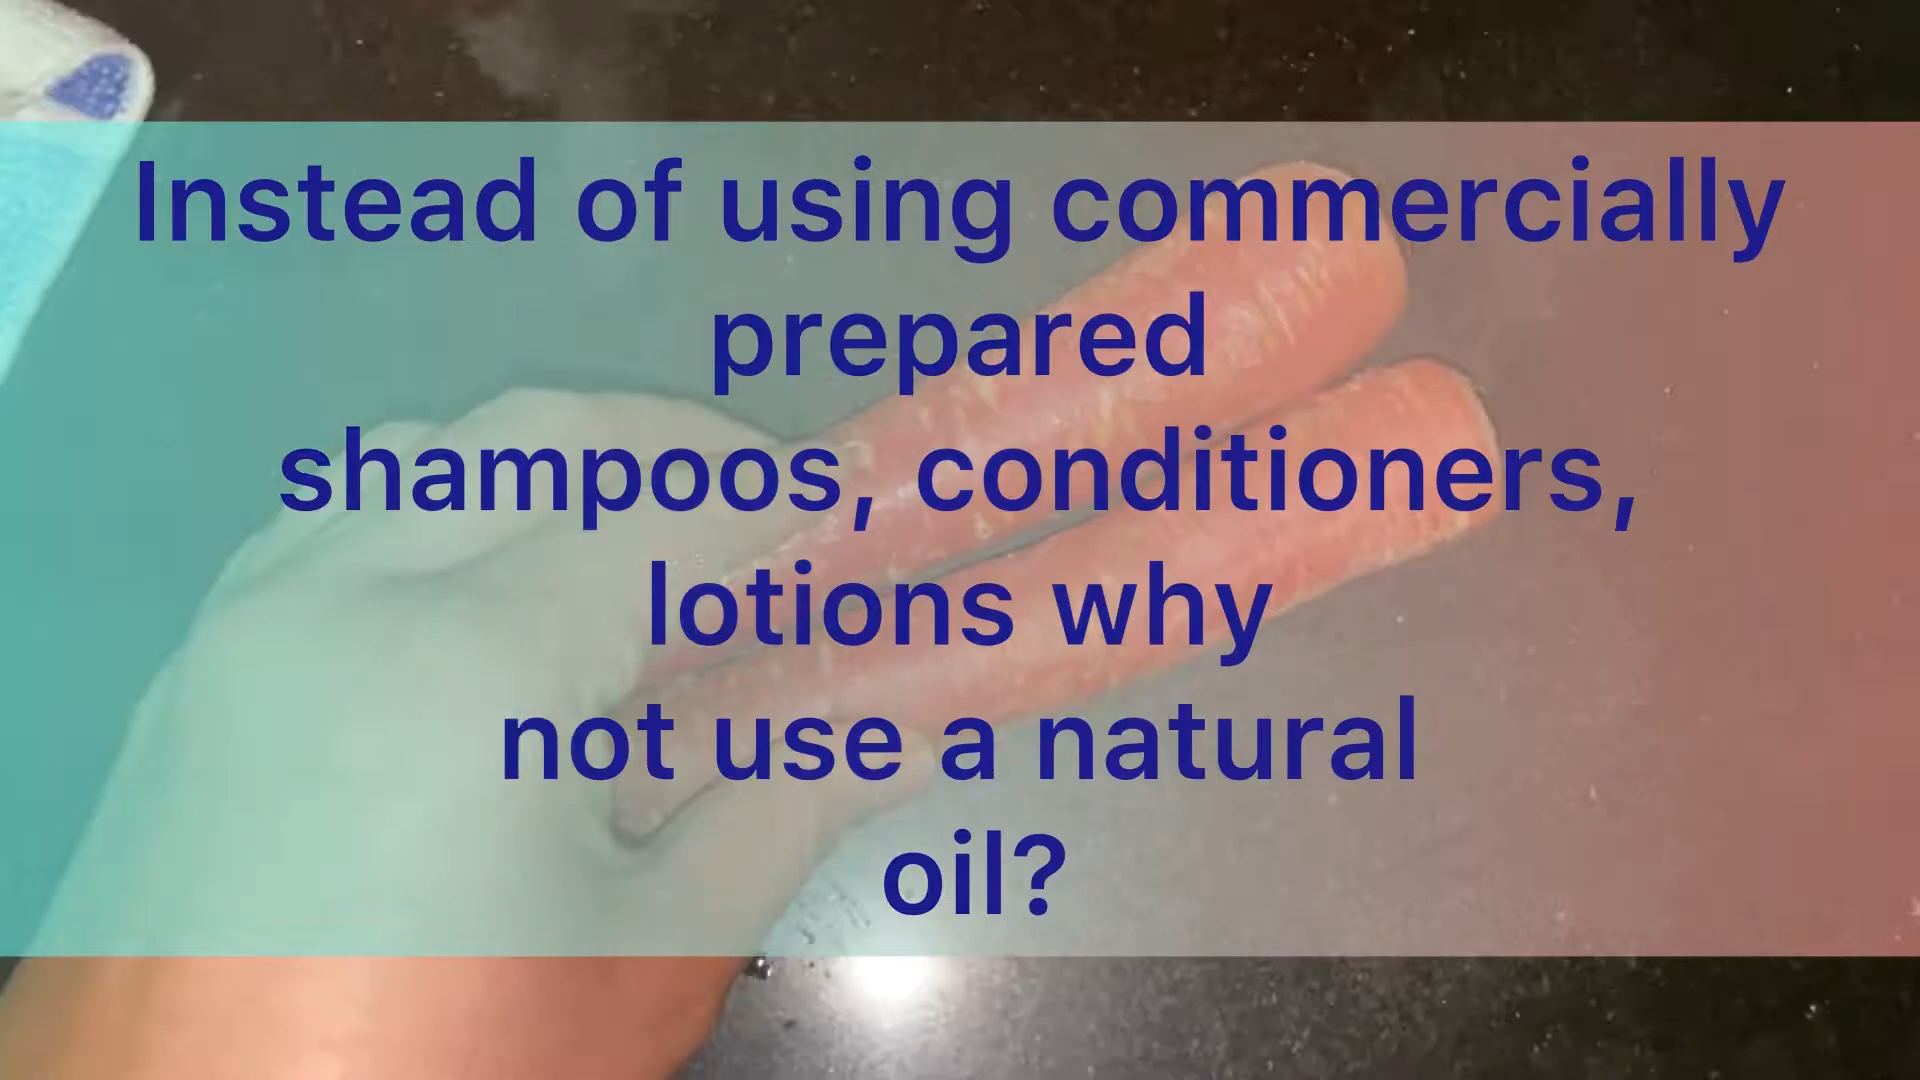 Instead of using commercially
prepared
shampoos, conditioners,
lotions why
not use a natural
oil?